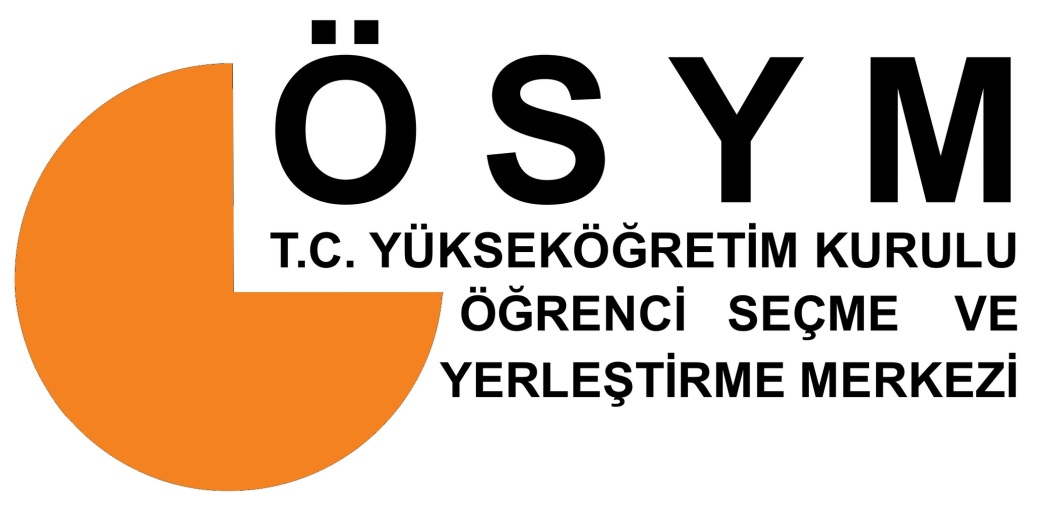 ÖSYM
T.C. YÜKSEKÖĞRETİM KURULU
ÖĞRENCİ SEÇME VE
YERLEŞTİRME MERKEZİ